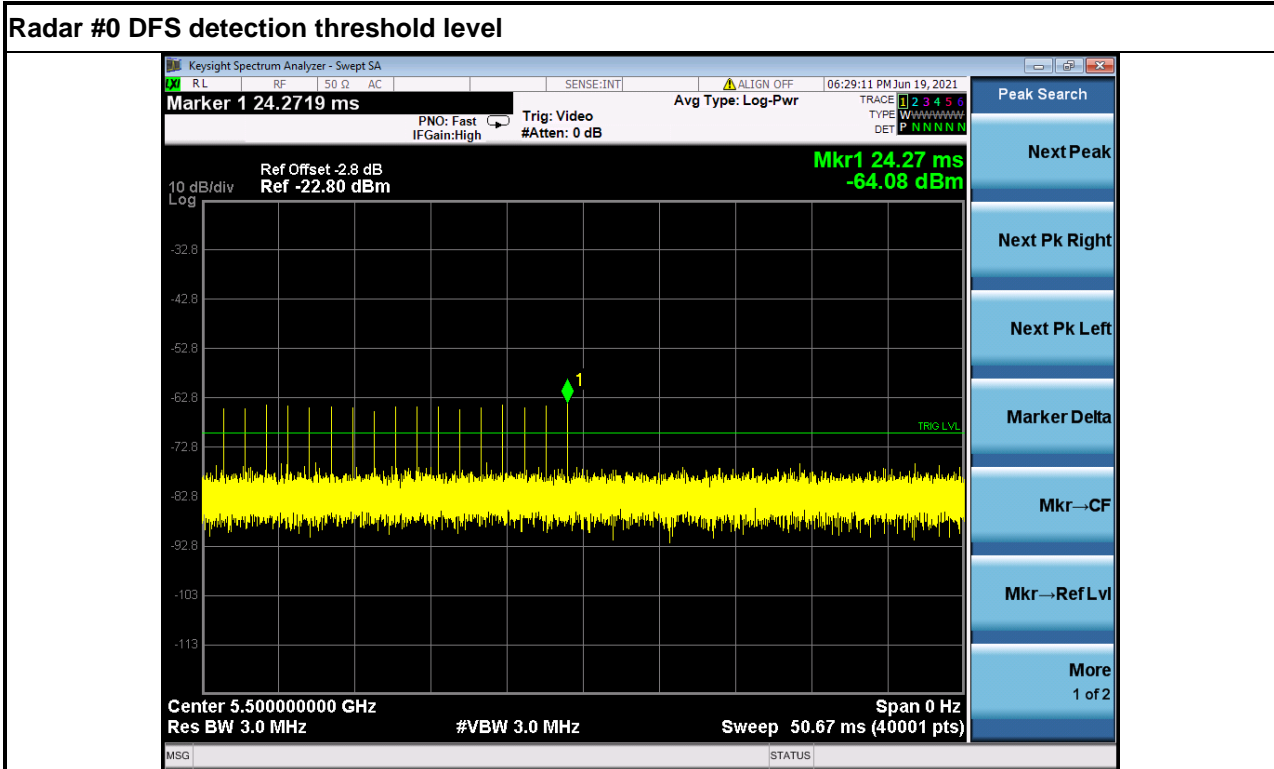 Radar #0 DFS detection threshold level
Keysight Spectrum Analyzer - Swept SA
LXI RL RF 50 Ω AC SENSE:INT ALIGN OFF 06:29:11 PM Jun 19, 2021
Marker 1 24.2719 ms
PNO: Fast
IFGain:High
Trig: Video
#Atten: 0 dB
Avg Type: Log-Pwr
TRACE 1 2 3 4 5 6
TYPE WWWWWWW
DET P N N N N N
Peak Search
Mkr1 24.27 ms
-64.08 dBm
Ref Offset -2.8 dB
10 dB/div Ref -22.80 dBm
Log
-32.8
-42.8
-52.8
-62.8
-72.8
-82.8
-92.8
-103
-113
1
TRIG LVL
Next Peak
Next Pk Right
Next Pk Left
Marker Delta
Mkr→CF
Mkr→Ref Lvl
More
1 of 2
Center 5.500000000 GHz Span 0 Hz
Res BW 3.0 MHz #VBW 3.0 MHz Sweep 50.67 ms (40001 pts)
MSG STATUS